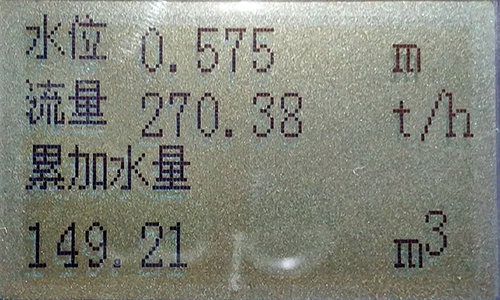 水位 0.575 m
流量 270.38 t/h
累加水量
149.21 m³